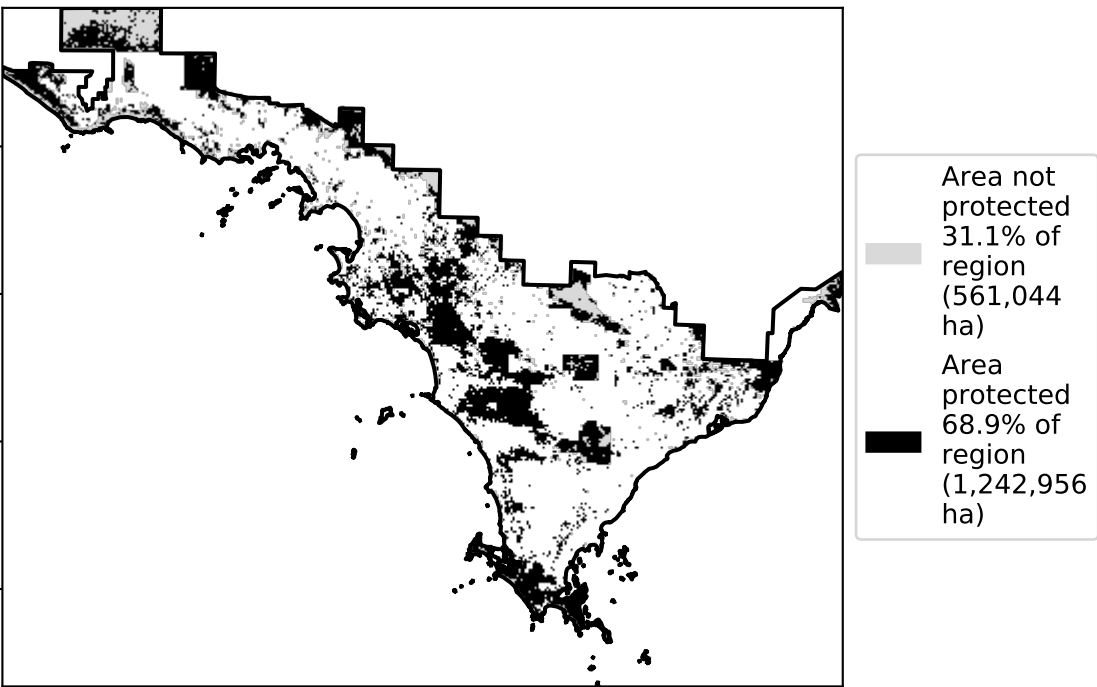 Area not
protected
31.1% of
region
(561,044
ha)
Area
protected
68.9% of
region
(1,242,956
ha)